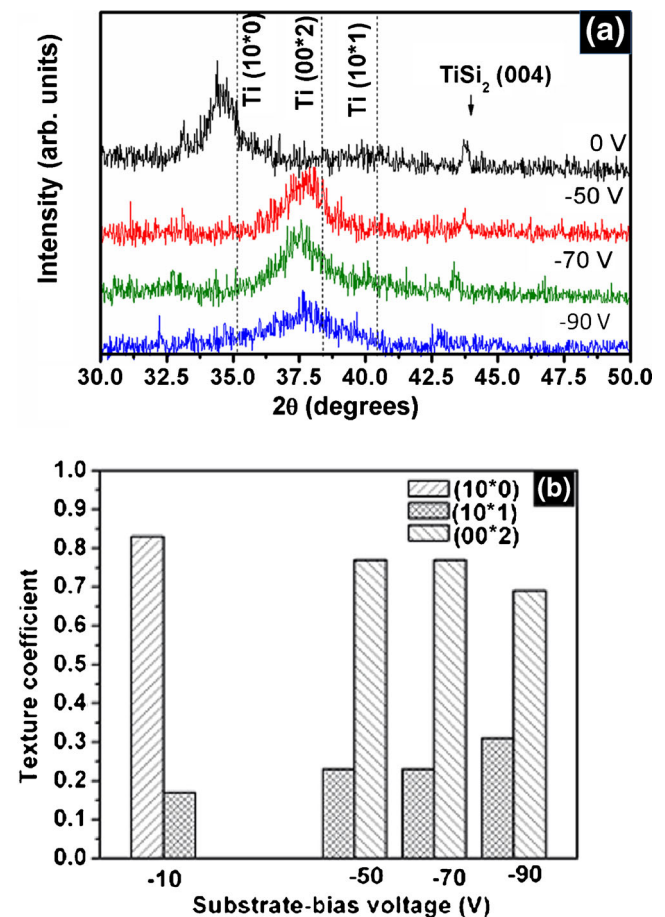 (a)
Ti (10*0)
Ti (00*2)
Ti (10*1)
TiSi2 (004)
0 V
-50 V
-70 V
-90 V
Intensity (arb. units)
30.0 32.5 35.0 37.5 40.0 42.5 45.0 47.5 50.0
2θ (degrees)
(b)
(10*0)
(10*1)
(00*2)
1.0
0.9
0.8
0.7
0.6
0.5
0.4
0.3
0.2
0.1
0.0
Texture coefficient
-10 -50 -70 -90
Substrate-bias voltage (V)